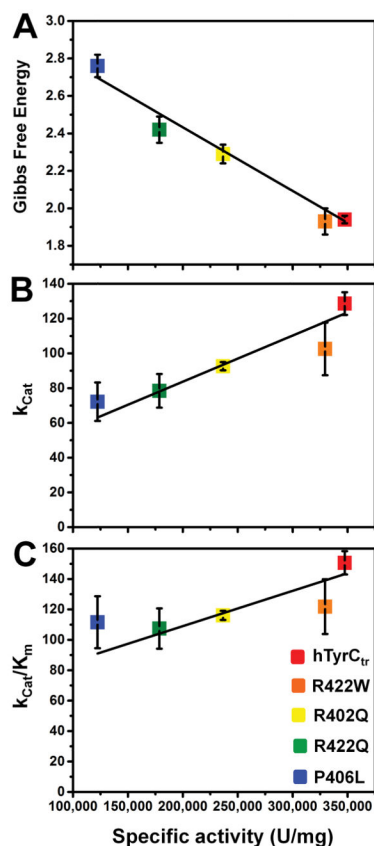 A
Gibbs Free Energy
3.0
2.8
2.6
2.4
2.2
2.0
1.8
B
kCat
140
120
100
80
60
40
20
0
C
kCat/Km
160
140
120
100
80
60
40
20
0
hTyrCtr
R422W
R402Q
R422Q
P406L
100,000 150,000 200,000 250,000 300,000 350,000
Specific activity (U/mg)